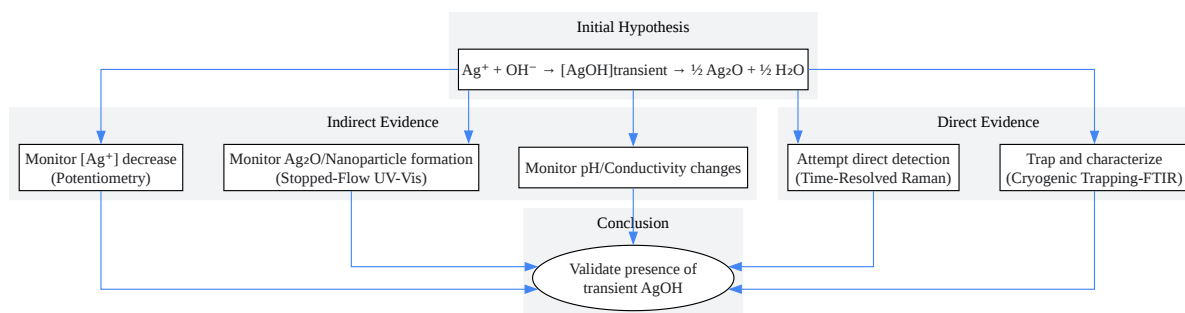 Initial Hypothesis
Ag⁺ + OH⁻ → [AgOH]transient → ½ Ag₂O + ½ H₂O
Indirect Evidence
Direct Evidence
Monitor [Ag⁺] decrease
(Potentiometry)
Monitor Ag₂O/Nanoparticle formation
(Stopped-Flow UV-Vis)
Monitor pH/Conductivity changes
Attempt direct detection
(Time-Resolved Raman)
Trap and characterize
(Cryogenic Trapping-FTIR)
Conclusion
Validate presence of
transient AgOH